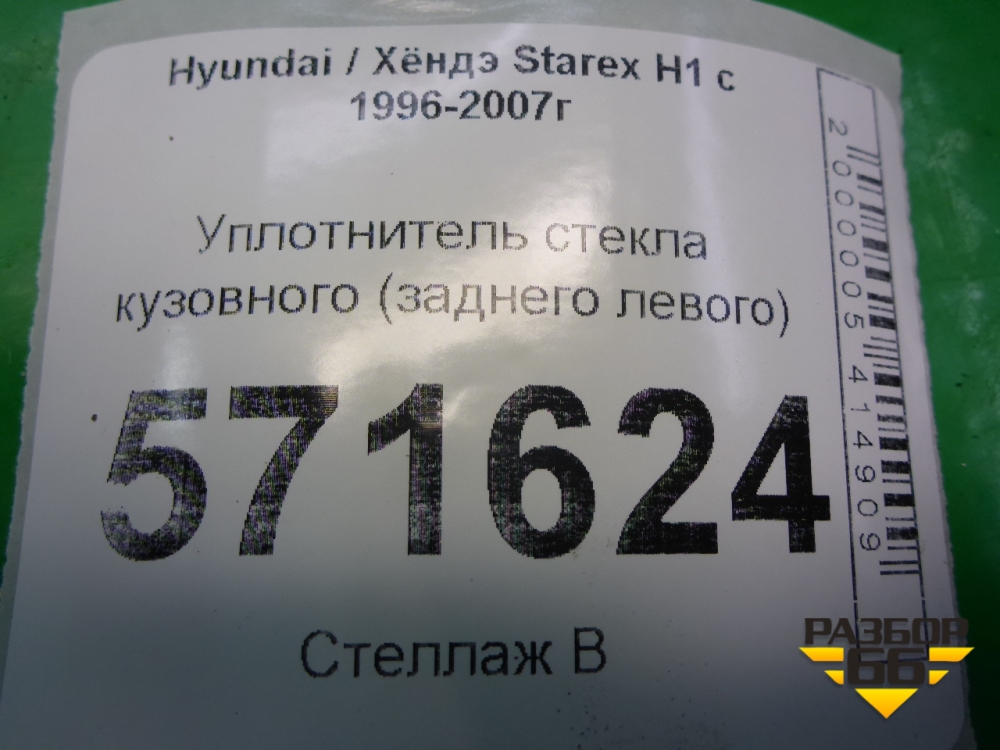 Hyundai / Хёндэ Starex H1 с
1996-2007г
Уплотнитель стекла
кузовного (заднего левого)
571624
Стеллаж В
2000005414909
РАЗБОР
66